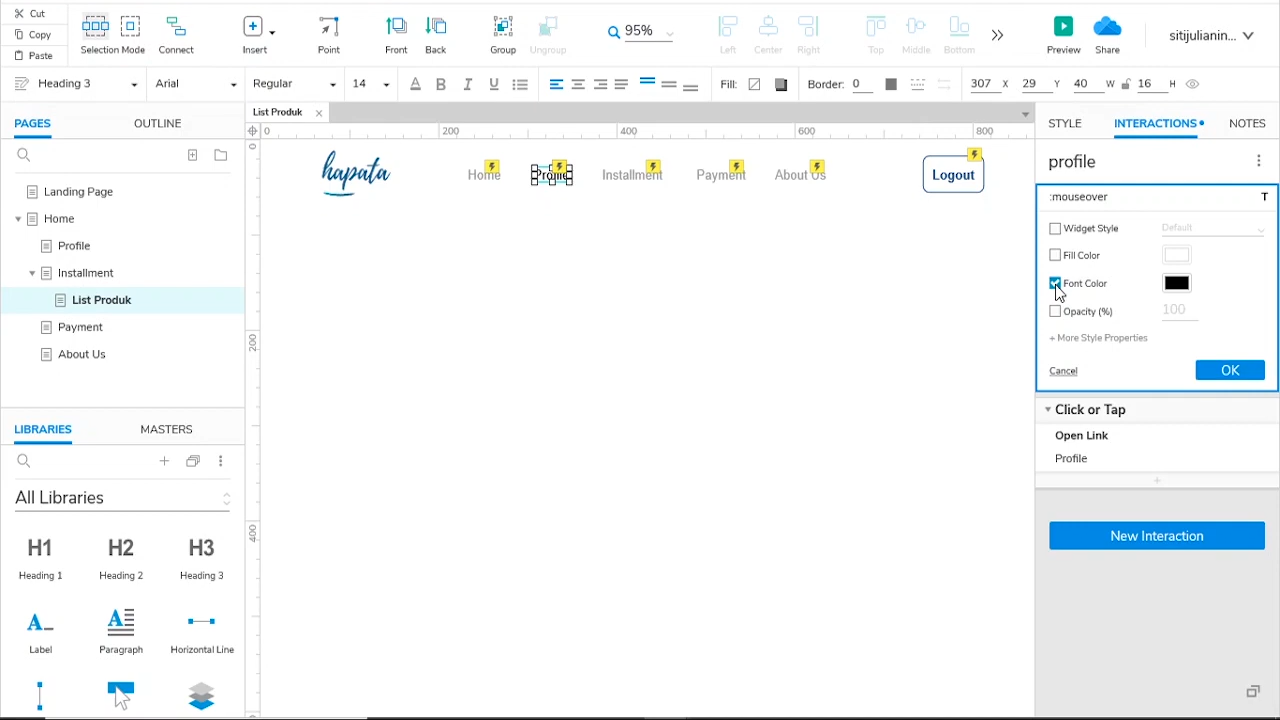 Cut
Copy
Paste
Selection Mode
Connect
Insert
Point
Front
Back
Group
Ungroup
95%
Left
Center
Right
Top
Middle
Bottom
Preview
Share
sitijulianin...
Heading 3
Arial
Regular
14
A
B
I
U
Fill:
Border:
0
307 X
29 Y
40 W
16 H
PAGES
OUTLINE
Landing Page
Home
Profile
Installment
List Produk
Payment
About Us
LIBRARIES
MASTERS
All Libraries
H1
H2
H3
Heading 1
Heading 2
Heading 3
A
A
Label
Paragraph
Horizontal Line
List Produk
0
200
400
600
800
0
200
400
hapata
Home
Profile
Installment
Payment
About Us
Logout
STYLE
INTERACTIONS
NOTES
profile
:mouseover
T
Widget Style
Default
Fill Color
Font Color
Opacity (%)
100
+ More Style Properties
Cancel
OK
Click or Tap
Open Link
Profile
+
New Interaction